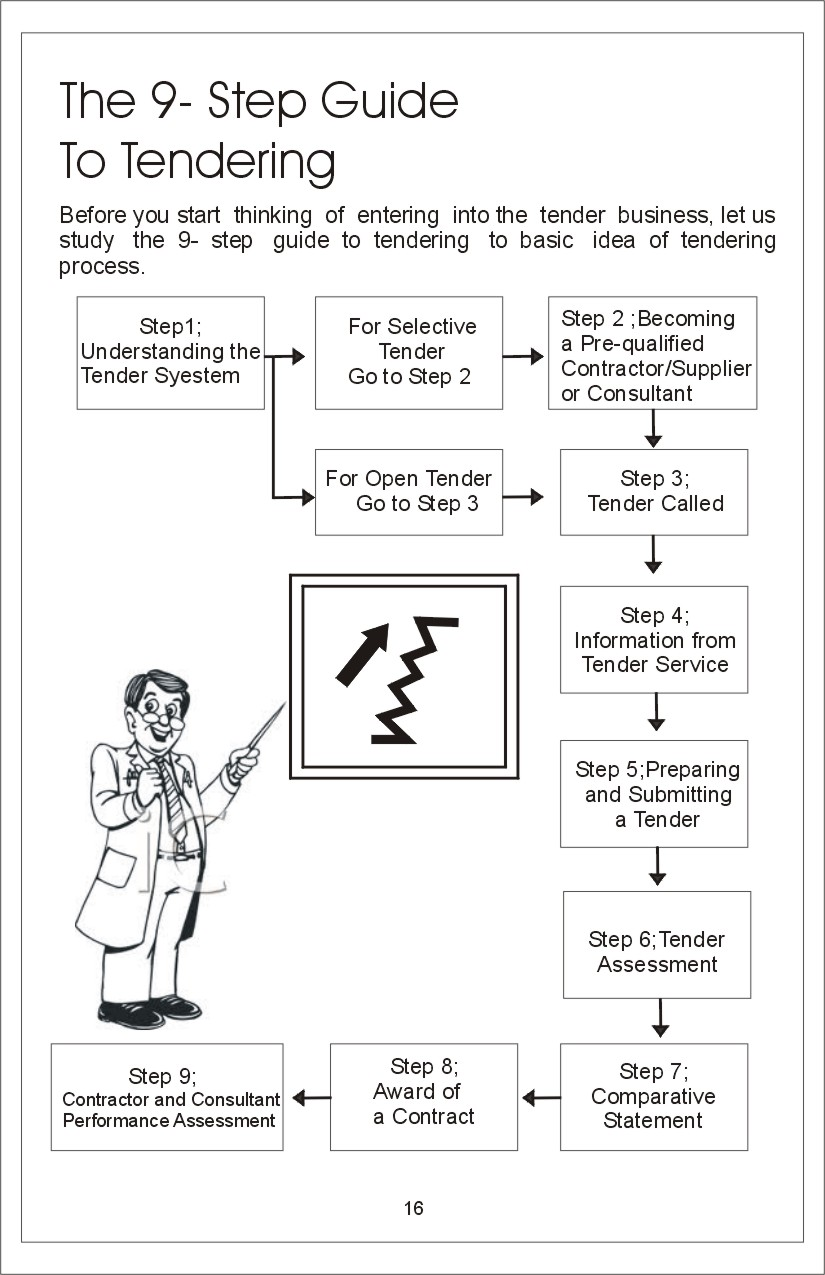 The 9- Step Guide
To Tendering
Before you start thinking of entering into the tender business, let us
study the 9- step guide to tendering to basic idea of tendering
process.
Step1;
Understanding the
Tender Syestem
For Selective
Tender
Go to Step 2
Step 2 ;Becoming
a Pre-qualified
Contractor/Supplier
or Consultant
For Open Tender
Go to Step 3
Step 3;
Tender Called
Step 4;
Information from
Tender Service
Step 5;Preparing
and Submitting
a Tender
Step 6;Tender
Assessment
Step 7;
Comparative
Statement
Step 8;
Award of
a Contract
Step 9;
Contractor and Consultant
Performance Assessment
16